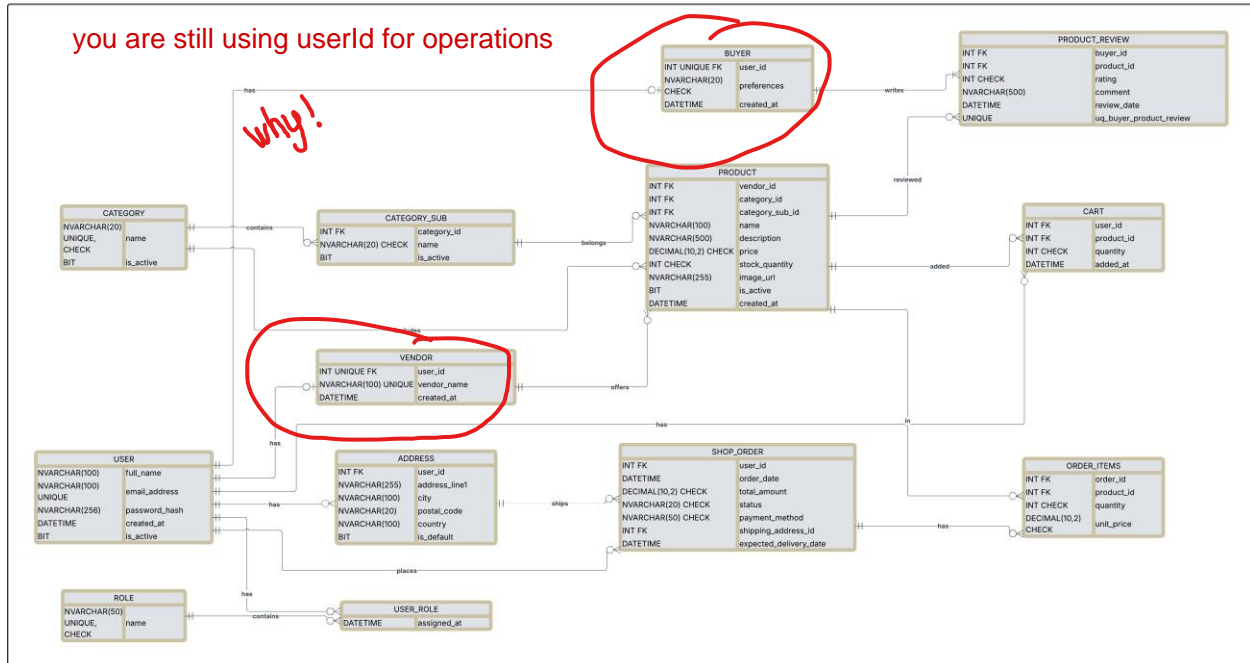 you are still using userId for operations
why!
BUYER
INT UNIQUE FK user_id
NVARCHAR(20)
CHECK preferences
DATETIME created_at
PRODUCT_REVIEW
INT FK buyer_id
INT FK product_id
INT CHECK rating
NVARCHAR(500) comment
DATETIME review_date
UNIQUE uq_buyer_product_review
has
writes
reviewed
PRODUCT
INT FK vendor_id
INT FK category_id
INT FK category_sub_id
NVARCHAR(100) name
NVARCHAR(500) description
DECIMAL(10,2) CHECK price
INT CHECK stock_quantity
NVARCHAR(255) image_url
BIT is_active
DATETIME created_at
CATEGORY
NVARCHAR(20)
UNIQUE, name
CHECK
BIT is_active
contains
CATEGORY_SUB
INT FK category_id
NVARCHAR(20) CHECK name
BIT is_active
belongs
CART
INT FK user_id
INT FK product_id
INT CHECK quantity
DATETIME added_at
added
VENDOR
INT UNIQUE FK user_id
NVARCHAR(100) UNIQUE vendor_name
DATETIME created_at
offers
has
has
in
USER
NVARCHAR(100) full_name
NVARCHAR(100)
UNIQUE email_address
NVARCHAR(256) password_hash
DATETIME created_at
BIT is_active
has
ADDRESS
INT FK user_id
NVARCHAR(255) address_line1
NVARCHAR(100) city
NVARCHAR(20) postal_code
NVARCHAR(100) country
BIT is_default
ships
SHOP_ORDER
INT FK user_id
DATETIME order_date
DECIMAL(10,2) CHECK total_amount
NVARCHAR(20) CHECK status
NVARCHAR(50) CHECK payment_method
INT FK shipping_address_id
DATETIME expected_delivery_date
has
ORDER_ITEMS
INT FK order_id
INT FK product_id
INT CHECK quantity
DECIMAL(10,2)
CHECK unit_price
places
has
ROLE
NVARCHAR(50)
UNIQUE, name
CHECK
contains
USER_ROLE
DATETIME assigned_at